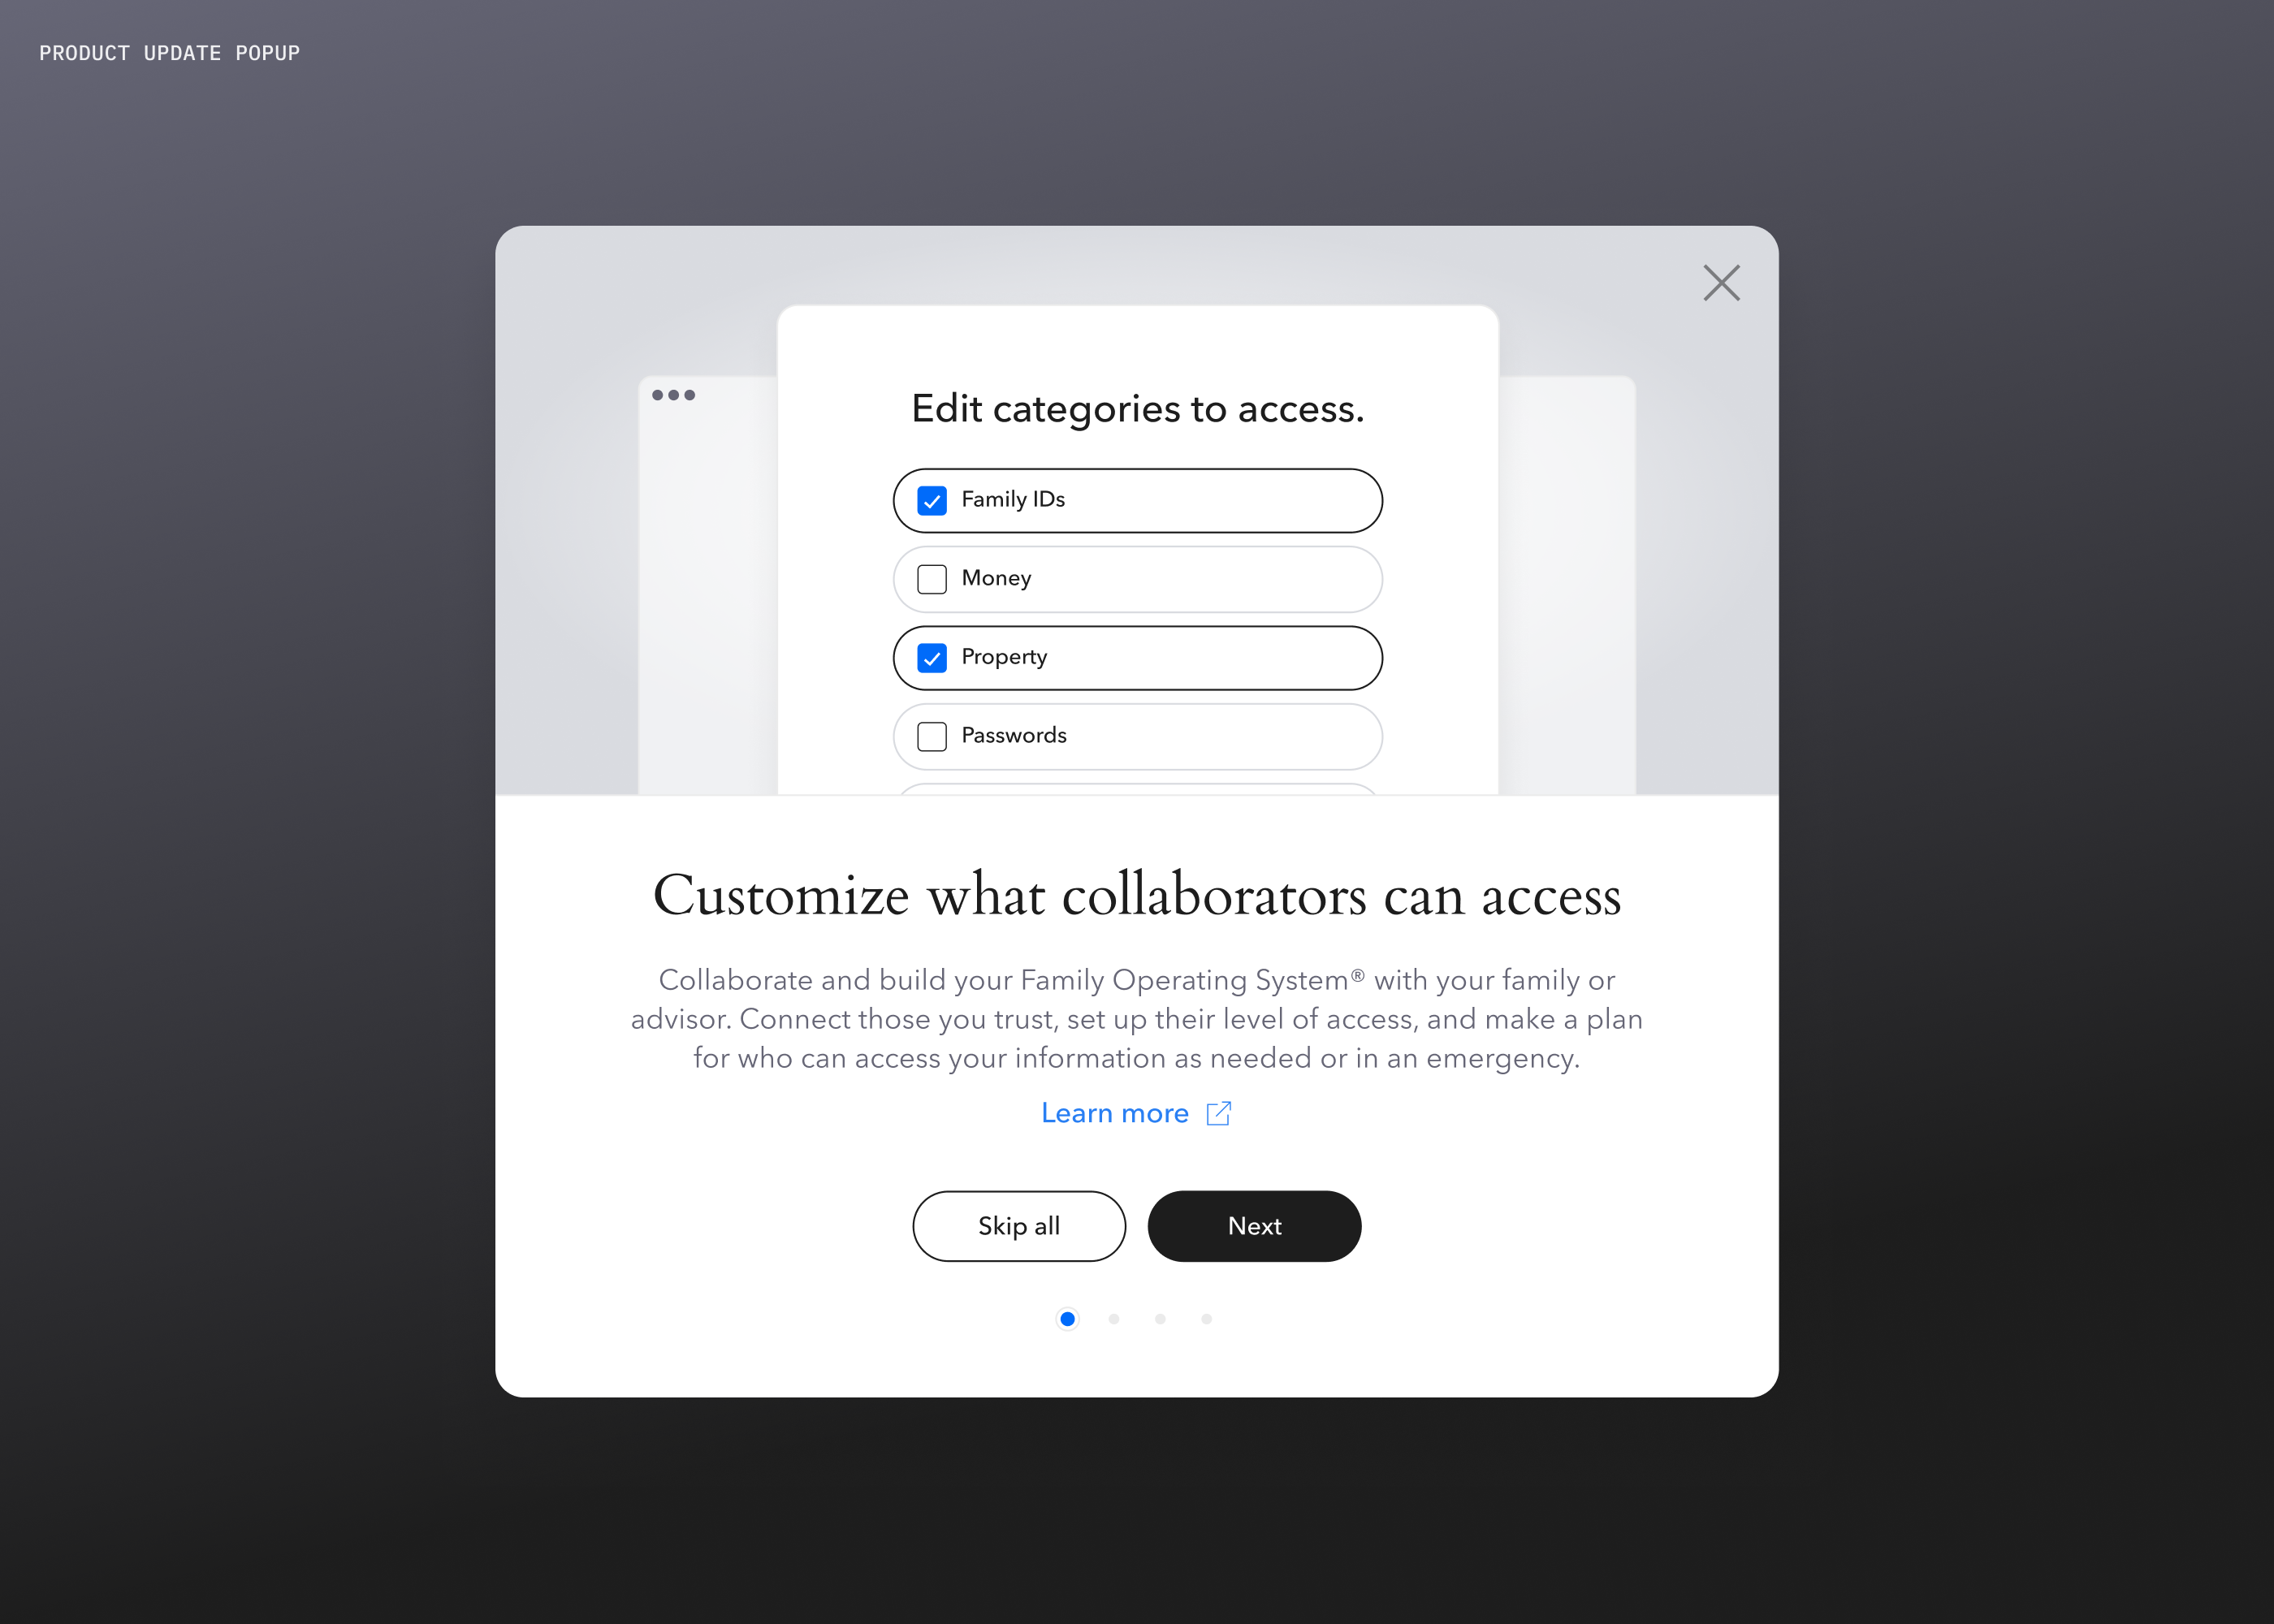 PRODUCT UPDATE POPUP
Edit categories to access.
Family IDs
Money
Property
Passwords
Customize what collaborators can access
Collaborate and build your Family Operating System® with your family or
advisor. Connect those you trust, set up their level of access, and make a plan
for who can access your information as needed or in an emergency.
Learn more
Skip all
Next